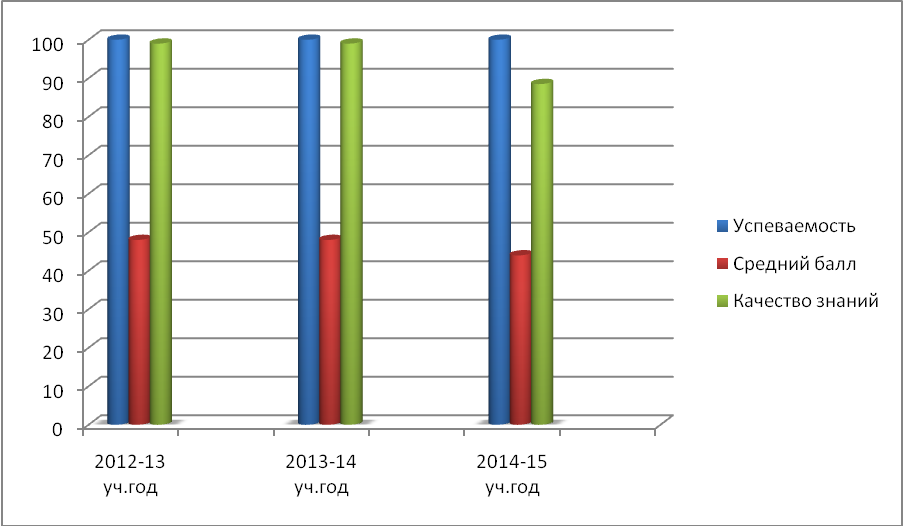 100
90
80
70
60
50
40
30
20
10
0
2012-13
уч.год
2013-14
уч.год
2014-15
уч.год
Успеваемость
Средний балл
Качество знаний